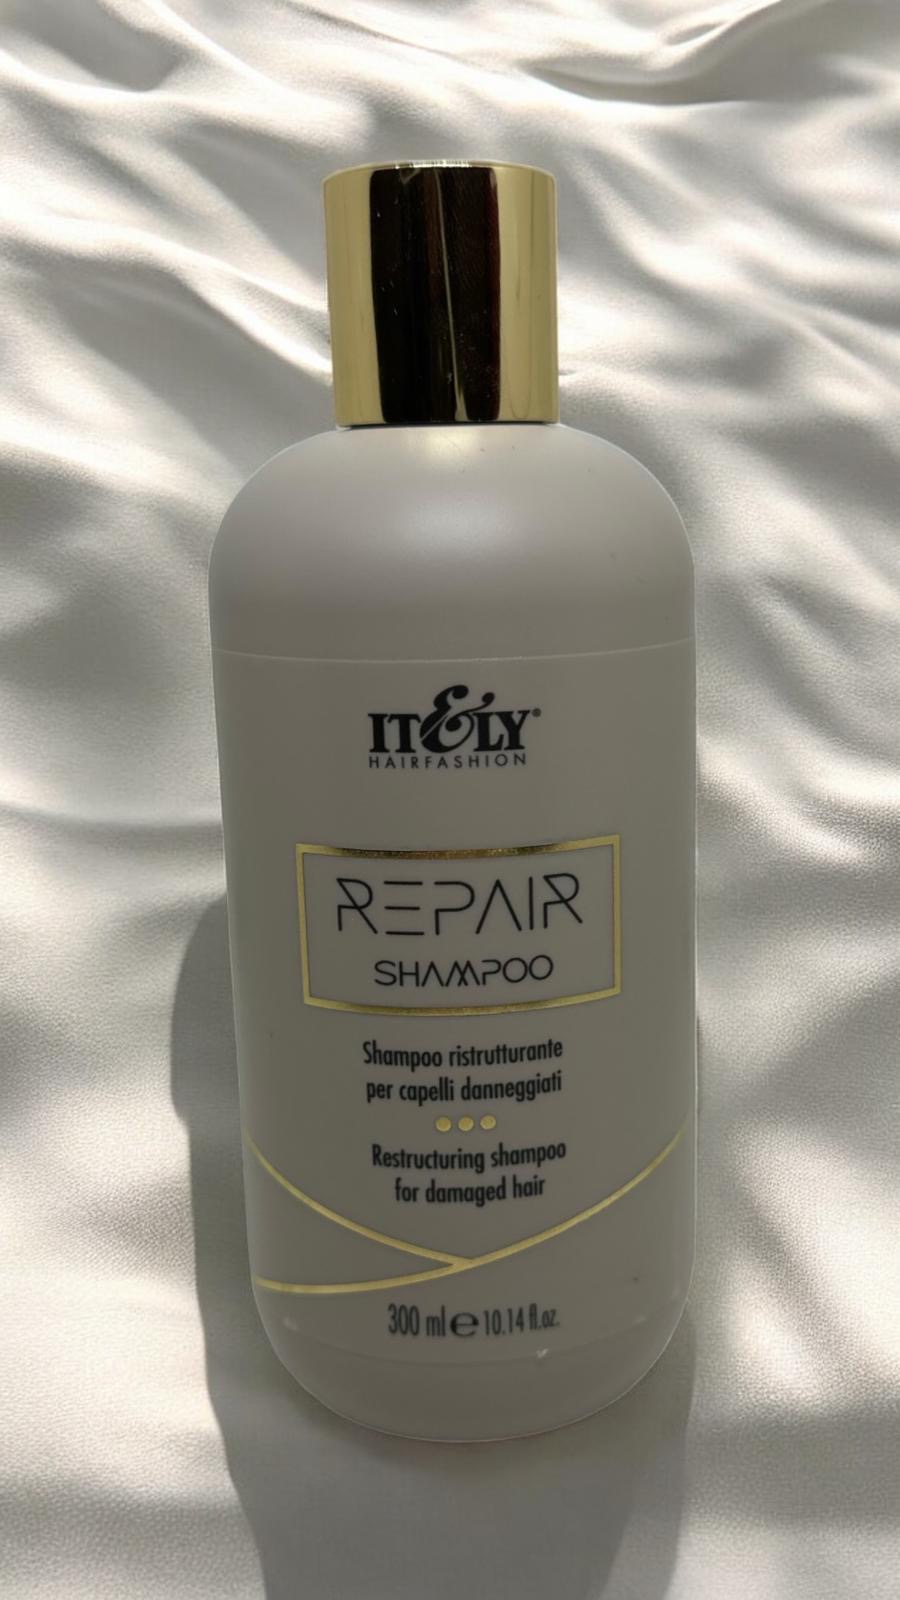 IT&LY®
HAIRFASHION
REPAIR
SHAMPOO
Shampoo ristrutturante
per capelli danneggiati
Restructuring shampoo
for damaged hair
300 ml ℮ 10.14 fl.oz.